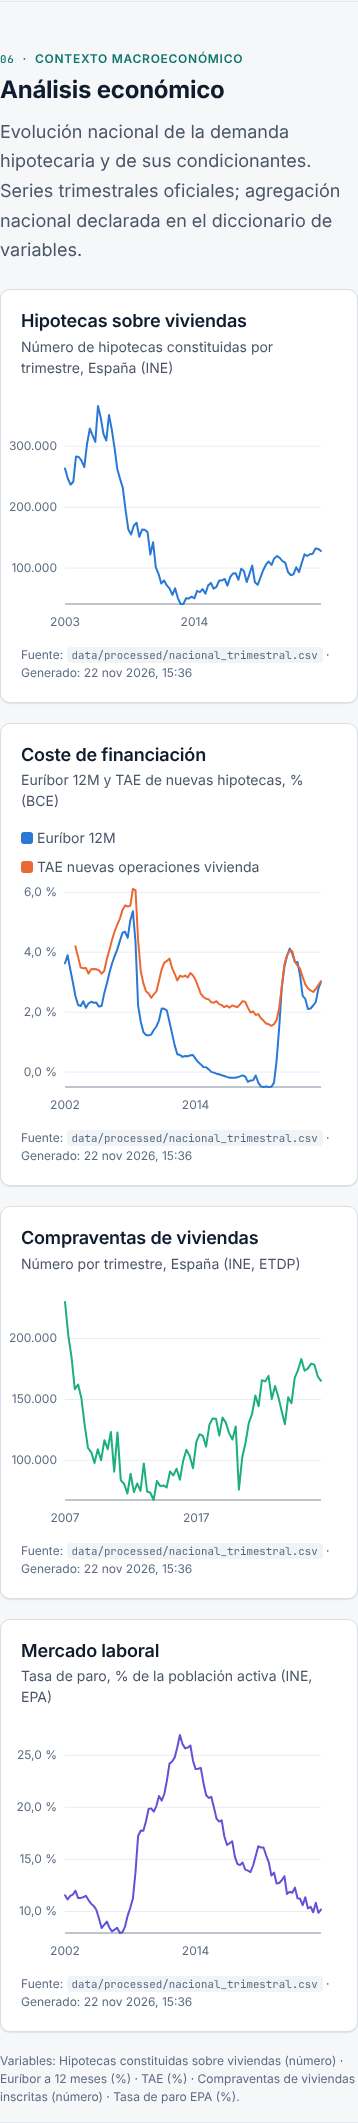 06 · CONTEXTO MACROECONÓMICO
Análisis económico
Evolución nacional de la demanda
hipotecaria y de sus condicionantes.
Series trimestrales oficiales; agregación
nacional declarada en el diccionario de
variables.
Hipotecas sobre viviendas
Número de hipotecas constituidas por
trimestre, España (INE)
300.000
200.000
100.000
2003 2014
Fuente: data/processed/nacional_trimestral.csv ·
Generado: 22 nov 2026, 15:36
Coste de financiación
Euríbor 12M y TAE de nuevas hipotecas, %
(BCE)
Euríbor 12M
TAE nuevas operaciones vivienda
6,0 %
4,0 %
2,0 %
0,0 %
2002 2014
Fuente: data/processed/nacional_trimestral.csv ·
Generado: 22 nov 2026, 15:36
Compraventas de viviendas
Número por trimestre, España (INE, ETDP)
200.000
150.000
100.000
2007 2017
Fuente: data/processed/nacional_trimestral.csv ·
Generado: 22 nov 2026, 15:36
Mercado laboral
Tasa de paro, % de la población activa (INE,
EPA)
25,0 %
20,0 %
15,0 %
10,0 %
2002 2014
Fuente: data/processed/nacional_trimestral.csv ·
Generado: 22 nov 2026, 15:36
Variables: Hipotecas constituidas sobre viviendas (número) ·
Euríbor a 12 meses (%) · TAE (%) · Compraventas de viviendas
inscritas (número) · Tasa de paro EPA (%).